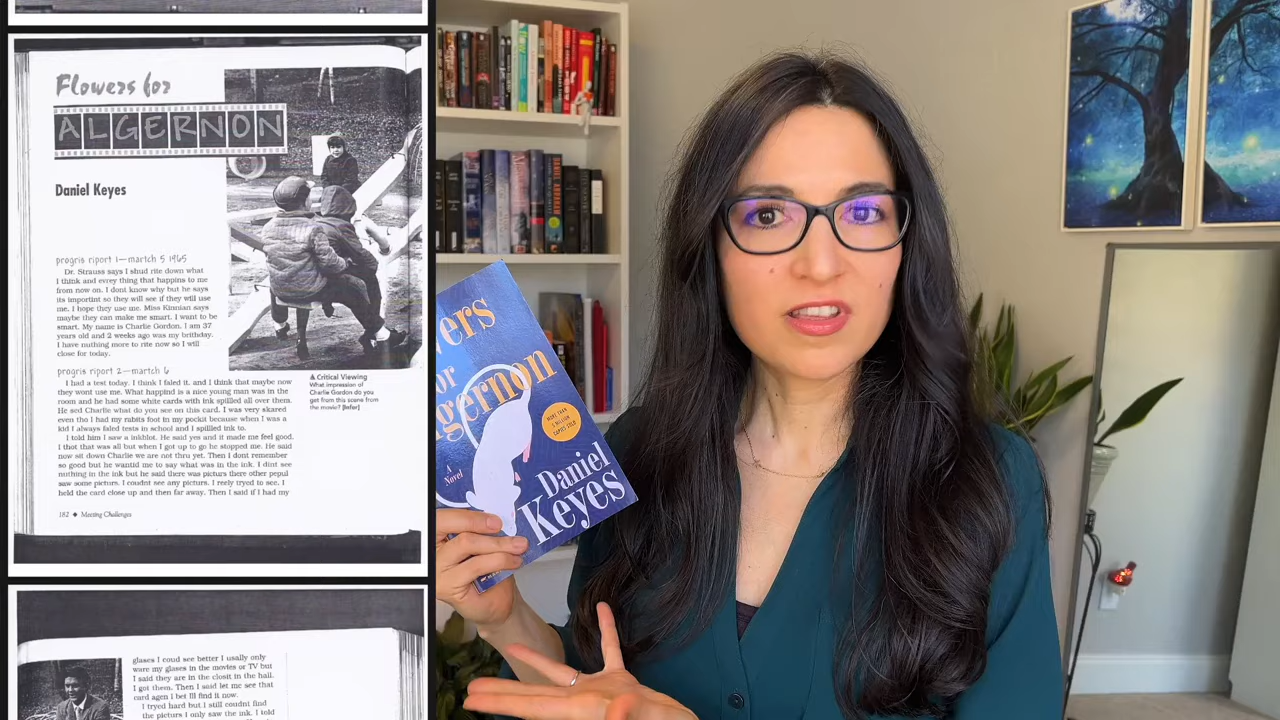 Flowers for
ALGERNON
Daniel Keyes
progris riport 1—martch 5 1965
Dr. Strauss says I shud rite down what
I think and evrey thing that happins to me
from now on. I dont know why but he says
its importint so they will see if they will use
me. I hope they use me. Miss Kinnian says
maybe they can make me smart. I want to be
smart. My name is Charlie Gordon. I am 37
years old and 2 weeks ago was my brithday.
I have nuthing more to rite now so I will
close for today.
progris riport 2—martch 6
I had a test today. I think I faled it. and I think that maybe now
they wont use me. What happind is a nice young man was in the
room and he had some white cards with ink spilled all over them.
He sed Charlie what do you see on this card. I was very skared
even tho I had my rabits foot in my pockit because when I was a
kid I always faled tests in school and I spilled ink to.
I told him I saw a inkblot. He said yes and it made me feel good.
I thot that was all but when I got up to go he stopped me. He said
now sit down Charlie we are not thru yet. Then I dont remember
so good but he wantid me to say what was in the ink. I dint see
nuthing in the ink but he said there was picturs there other pepul
saw some picturs. I coudnt see any picturs. I reely tryed to see. I
held the card close up and then far away. Then I said if I had my
▲ Critical Viewing
What impression of
Charlie Gordon do you
get from this scene from
the movie? [Infer]
182 ◆ Meeting Challenges
glases I coud see better I usally only
ware my glases in the movies or TV but
I said they are in the closit in the hall.
I got them. Then I said let me see that
card agen I bet Ill find it now.
I tryed hard but I still coudnt find
the picturs I only saw the ink. I told
wers
for
lgernon
MORE THAN
5 MILLION
COPIES SOLD
A
Novel
Daniel
Keyes
DANIEL ABRAHAM